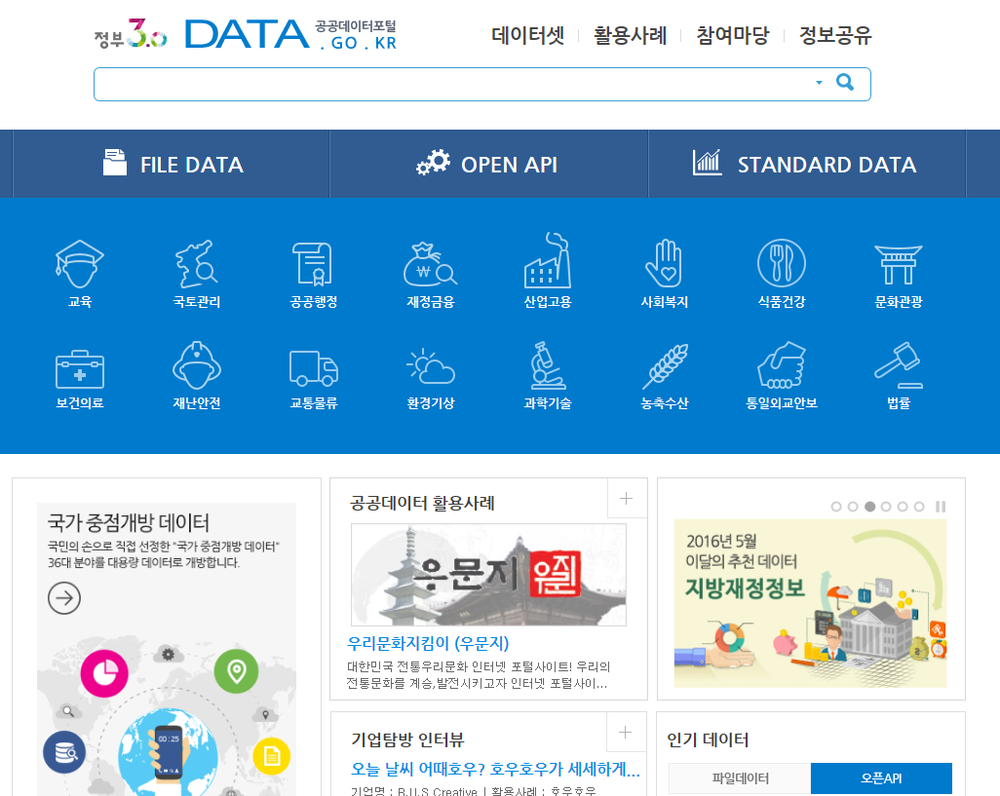 정부3.0 DATA 공공데이터포털
. GO . KR
데이터셋 활용사례 참여마당 정보공유
FILE DATA OPEN API STANDARD DATA
교육 국토관리 공공행정 재정금융 산업고용 사회복지 식품건강 문화관광
보건의료 재난안전 교통물류 환경기상 과학기술 농축수산 통일외교안보 법률
국가 중점개방 데이터
국민의 손으로 직접 선정한 "국가 중점개방 데이터"
36대 분야를 대용량 데이터로 개방합니다.
00:25
공공데이터 활용사례
우문지 우지킴
우리문화지킴이 (우문지)
대한민국 전통우리문화 인터넷 포털사이트! 우리의
전통문화를 계승,발전시키고자 인터넷 포털사이...
2016년 5월
이달의 추천 데이터
지방재정정보
기업탐방 인터뷰
오늘 날씨 어때호우? 호우호우가 세세하게...
기업명 : B.U.S Creative | 활용사례 : 호우호우
인기 데이터
파일데이터 오픈API